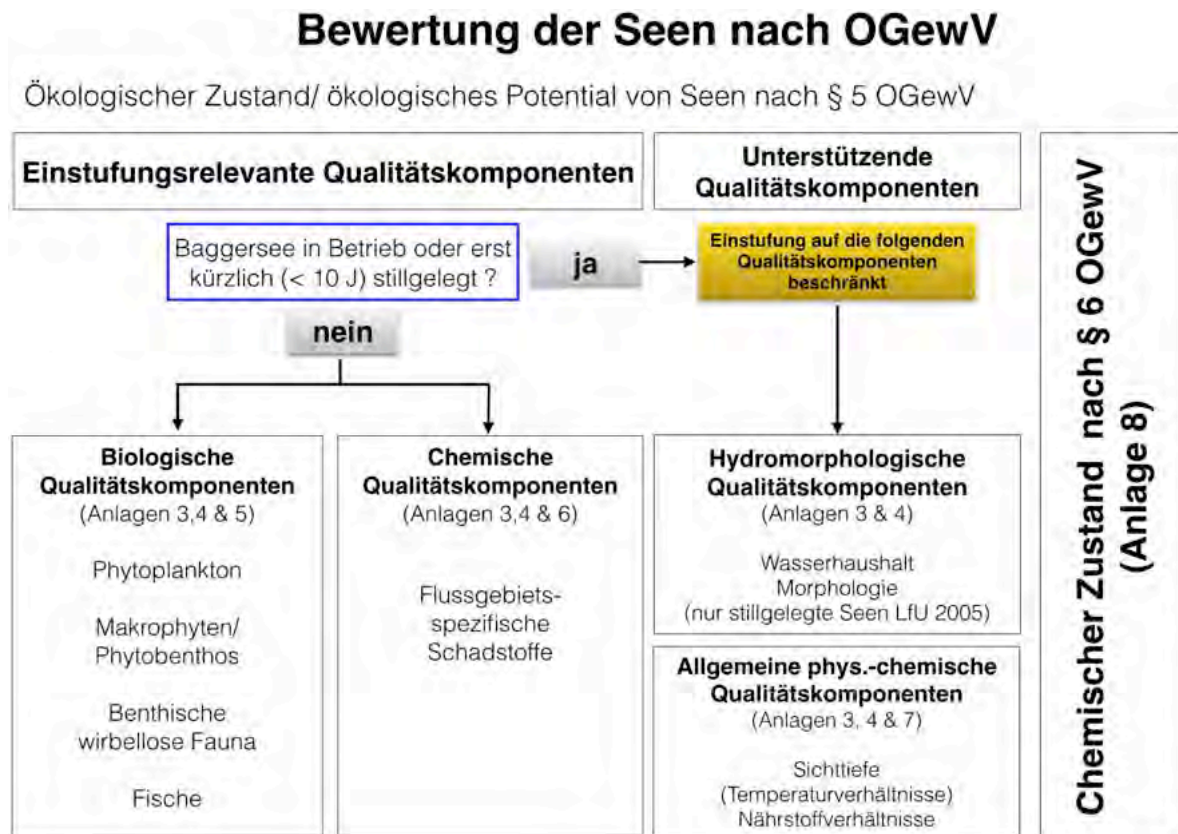 Bewertung der Seen nach OGewV
Ökologischer Zustand/ ökologisches Potential von Seen nach § 5 OGewV
Einstufungsrelevante Qualitätskomponenten
Unterstützende
Qualitätskomponenten
Baggersee in Betrieb oder erst
kürzlich (< 10 J) stillgelegt ?
ja
Einstufung auf die folgenden
Qualitätskomponenten
beschränkt
nein
Biologische
Qualitätskomponenten
(Anlagen 3,4 & 5)
Phytoplankton
Makrophyten/
Phytobenthos
Benthische
wirbellose Fauna
Fische
Chemische
Qualitätskomponenten
(Anlagen 3,4 & 6)
Flussgebiets-
spezifische
Schadstoffe
Hydromorphologische
Qualitätskomponenten
(Anlagen 3 & 4)
Wasserhaushalt
Morphologie
(nur stillgelegte Seen LfU 2005)
Allgemeine phys.-chemische
Qualitätskomponenten
(Anlagen 3, 4 & 7)
Sichttiefe
(Temperaturverhältnisse)
Nährstoffverhältnisse
Chemischer Zustand nach § 6 OGewV
(Anlage 8)